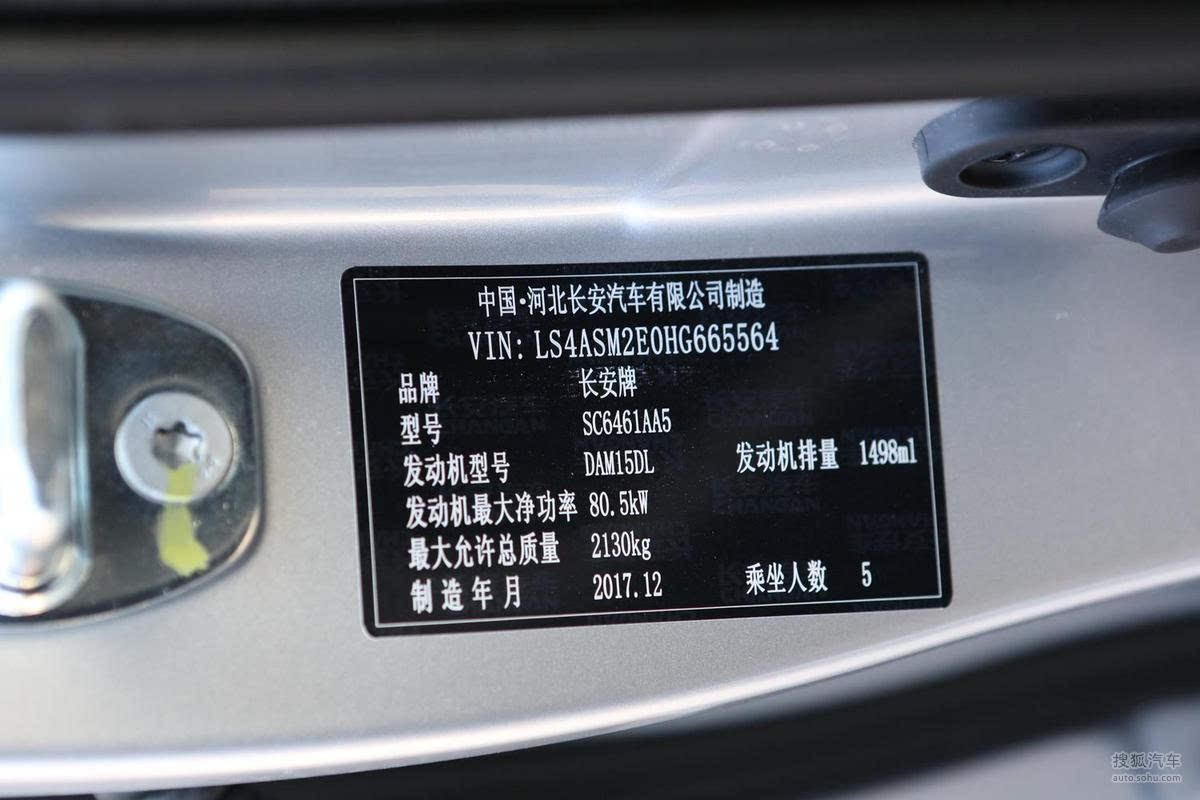 中国·河北长安汽车有限公司制造
VIN: LS4ASM2E0HG665564
品牌 长安牌
型号 SC6461AA5
发动机型号 DAM15DL 发动机排量 1498ml
发动机最大净功率 80.5kW
最大允许总质量 2130kg
制造年月 2017.12 乘坐人数 5
搜狐汽车
auto.sohu.com